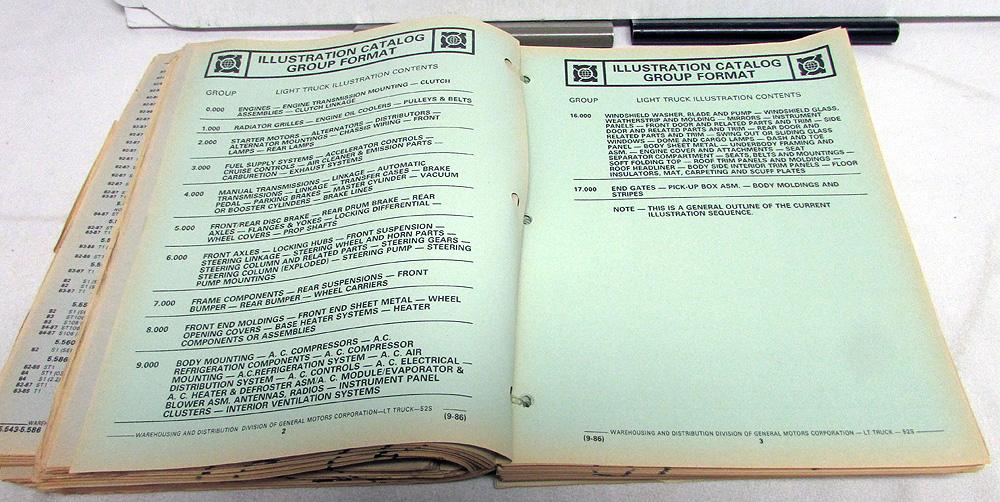 ILLUSTRATION CATALOG
GROUP FORMAT
GROUP LIGHT TRUCK ILLUSTRATION CONTENTS
0.000 ENGINES — ENGINE TRANSMISSION MOUNTING — CLUTCH
ASSEMBLIES — CLUTCH LINKAGE
1.000 RADIATOR GRILLES — ENGINE OIL COOLERS — PULLEYS & BELTS
2.000 STARTER MOTORS — ALTERNATORS — DISTRIBUTORS —
ALTERNATOR MOUNTINGS — CHASSIS WIRING — FRONT
LAMPS — REAR LAMPS
3.000 FUEL SUPPLY SYSTEMS — ACCELERATOR CONTROLS —
CRUISE CONTROLS — AIR CLEANER & EMISSION PARTS —
CARBURETION — EXHAUST SYSTEMS
4.000 MANUAL TRANSMISSIONS — LINKAGE — AUTOMATIC
TRANSMISSIONS — LINKAGE — TRANSFER CASES — BRAKE
PEDAL — PARKING BRAKES — MASTER CYLINDER — VACUUM
OR BOOSTER CYLINDERS — BRAKE LINES
5.000 FRONT/REAR DISC BRAKE — REAR DRUM BRAKE — REAR
AXLES — FLANGES & YOKES — LOCKING DIFFERENTIAL —
WHEEL COVERS — PROP SHAFTS
6.000 FRONT AXLES — LOCKING HUBS — FRONT SUSPENSION —
STEERING LINKAGE — STEERING WHEEL AND HORN PARTS —
STEERING COLUMN AND RELATED PARTS — STEERING GEARS —
STEERING COLUMN (EXPLODED) — STEERING PUMP — STEERING
PUMP MOUNTINGS
7.000 FRAME COMPONENTS — REAR SUSPENSIONS — FRONT
BUMPER — REAR BUMPER — WHEEL CARRIERS
8.000 FRONT END MOLDINGS — FRONT END SHEET METAL — WHEEL
OPENING COVERS — BASE HEATER SYSTEMS — HEATER
COMPONENTS OR ASSEMBLIES
9.000 BODY MOUNTING — A. C. COMPRESSORS — A.C.
REFRIGERATION COMPONENTS — A. C. COMPRESSOR
MOUNTING — A.C.REFRIGERATION SYSTEM — A. C. AIR
DISTRIBUTION SYSTEM — A. C. CONTROLS — A. C. ELECTRICAL —
A. C. HEATER & DEFROSTER ASM/A. C. MODULE/EVAPORATOR &
BLOWER ASM. ANTENNAS, RADIOS — INSTRUMENT PANEL
CLUSTERS — INTERIOR VENTILATION SYSTEMS
WAREHOUSING AND DISTRIBUTION DIVISION OF GENERAL MOTORS CORPORATION—LT TRUCK—52S (9-86)
2
5.543-5.586
ILLUSTRATION CATALOG
GROUP FORMAT
GROUP LIGHT TRUCK ILLUSTRATION CONTENTS
16.000 WINDSHIELD WASHER, BLADE AND PUMP — WINDSHIELD GLASS,
WEATHERSTRIP AND MOLDING — MIRRORS — INSTRUMENT
PANELS — FRONT DOOR AND RELATED PARTS AND TRIM — SIDE
DOOR AND RELATED PARTS AND TRIM — REAR DOOR AND
RELATED PARTS AND TRIM — SWING OUT OR SLIDING GLASS
WINDOWS — DOME AND CARGO LAMPS — DASH AND TOE
PANEL — BODY SHEET METAL — UNDERBODY FRAMING AND
ASM. — ENGINE COVER AND ATTACHMENTS — SEAT
SEPARATOR COMPARTMENT — SEATS, BELTS AND MOUNTINGS —
SOFT FOLDING TOP — ROOF TRIM PANELS AND MOLDINGS —
ROOF HEADLINER — BODY SIDE INTERIOR TRIM PANELS — FLOOR
INSULATORS, MAT, CARPETING AND SCUFF PLATES
17.000 END GATES — PICK-UP BOX ASM. — BODY MOLDINGS AND
STRIPES
NOTE — THIS IS A GENERAL OUTLINE OF THE CURRENT
ILLUSTRATION SEQUENCE.
WAREHOUSING AND DISTRIBUTION DIVISION OF GENERAL MOTORS CORPORATION — LT TRUCK — 52S
(9-86) 3